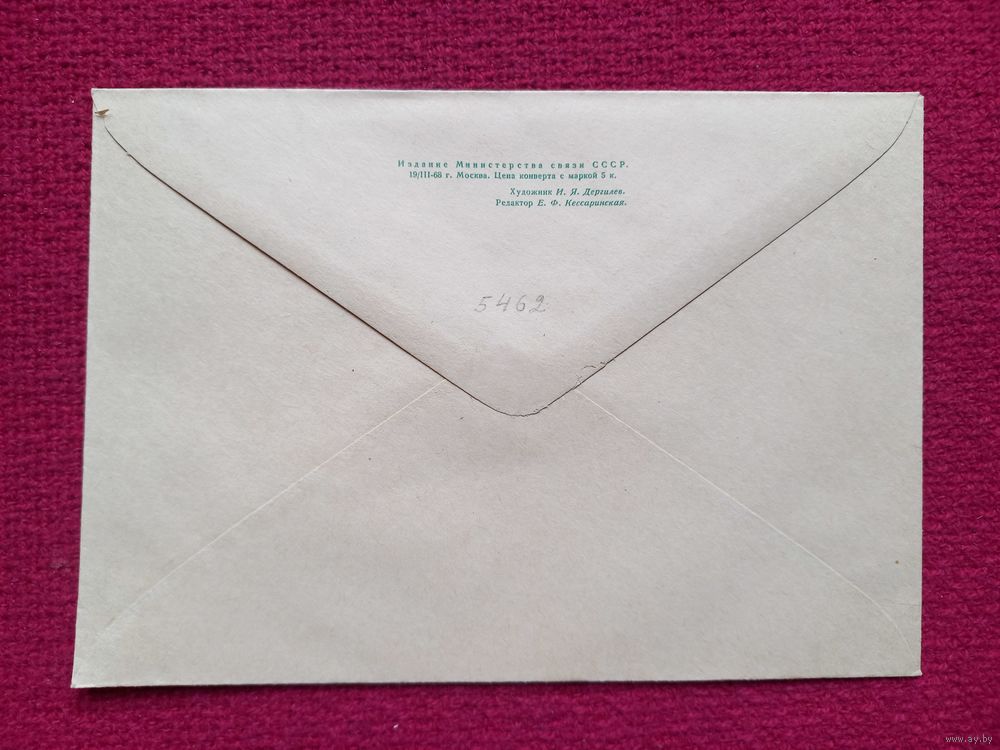 Издание Министерства связи СССР.
19/III-68 г. Москва. Цена конверта с маркой 5 к.
Художник И. Я. Дергилев.
Редактор Е. Ф. Кессаринская.
5462
www.ay.by